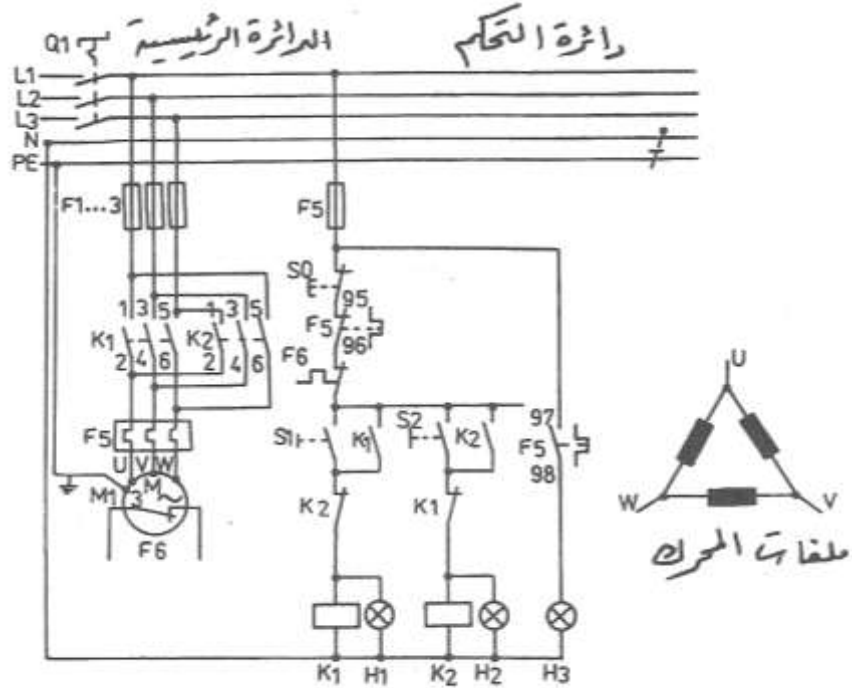 Q1 الدائرة الرئيسية دائرة التحكم
L1
L2
L3
N
PE
F1...3 F5
S0
95
1 3 5 1 3 5 F5
K1 K2 96
2 4 6 2 4 6 F6
U
97
S1 K1 S2 K2 F5
F5
98
U V W
M1 3 M ~ K2 K1 W V
F6 ملفات المحرك
K1 H1 K2 H2 H3